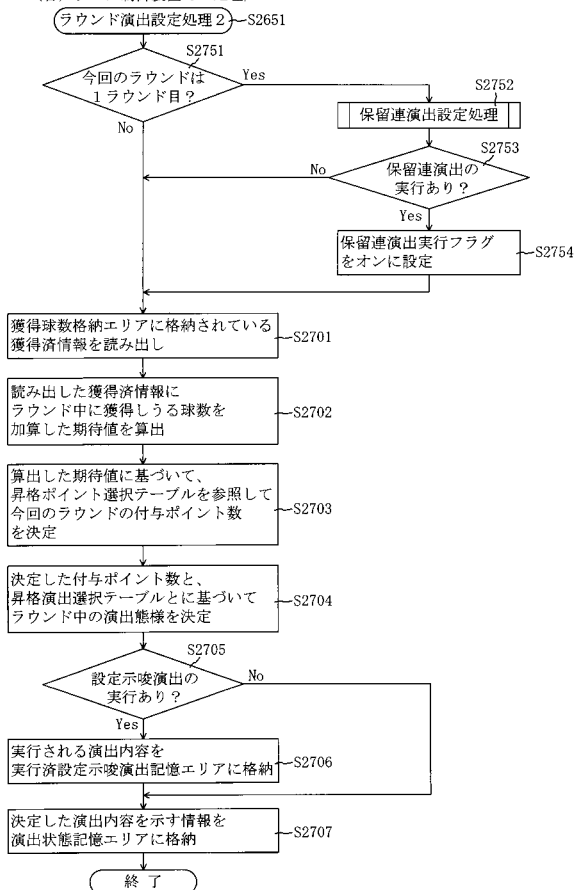 ラウンド演出設定処理2
S2651
S2751
今回のラウンドは
1ラウンド目?
Yes
No
S2752
保留連演出設定処理
S2753
保留連演出の
実行あり?
No
Yes
保留連演出実行フラグ
をオンに設定
S2754
獲得球数格納エリアに格納されている
獲得済情報を読み出し
S2701
読み出した獲得済情報に
ラウンド中に獲得しうる球数を
加算した期待値を算出
S2702
算出した期待値に基づいて、
昇格ポイント選択テーブルを参照して
今回のラウンドの付与ポイント数
を決定
S2703
決定した付与ポイント数と、
昇格演出選択テーブルとに基づいて
ラウンド中の演出態様を決定
S2704
S2705
設定示唆演出の
実行あり?
No
Yes
実行される演出内容を
実行済設定示唆演出記憶エリアに格納
S2706
決定した演出内容を示す情報を
演出状態記憶エリアに格納
S2707
終了